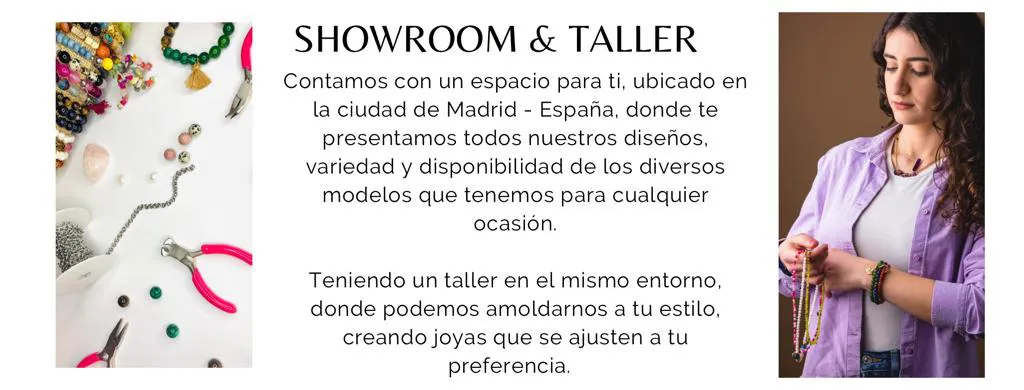 SHOWROOM & TALLER
Contamos con un espacio para ti, ubicado en
la ciudad de Madrid - España, donde te
presentamos todos nuestros diseños,
variedad y disponibilidad de los diversos
modelos que tenemos para cualquier
ocasión.
Teniendo un taller en el mismo entorno,
donde podemos amoldarnos a tu estilo,
creando joyas que se ajusten a tu
preferencia.